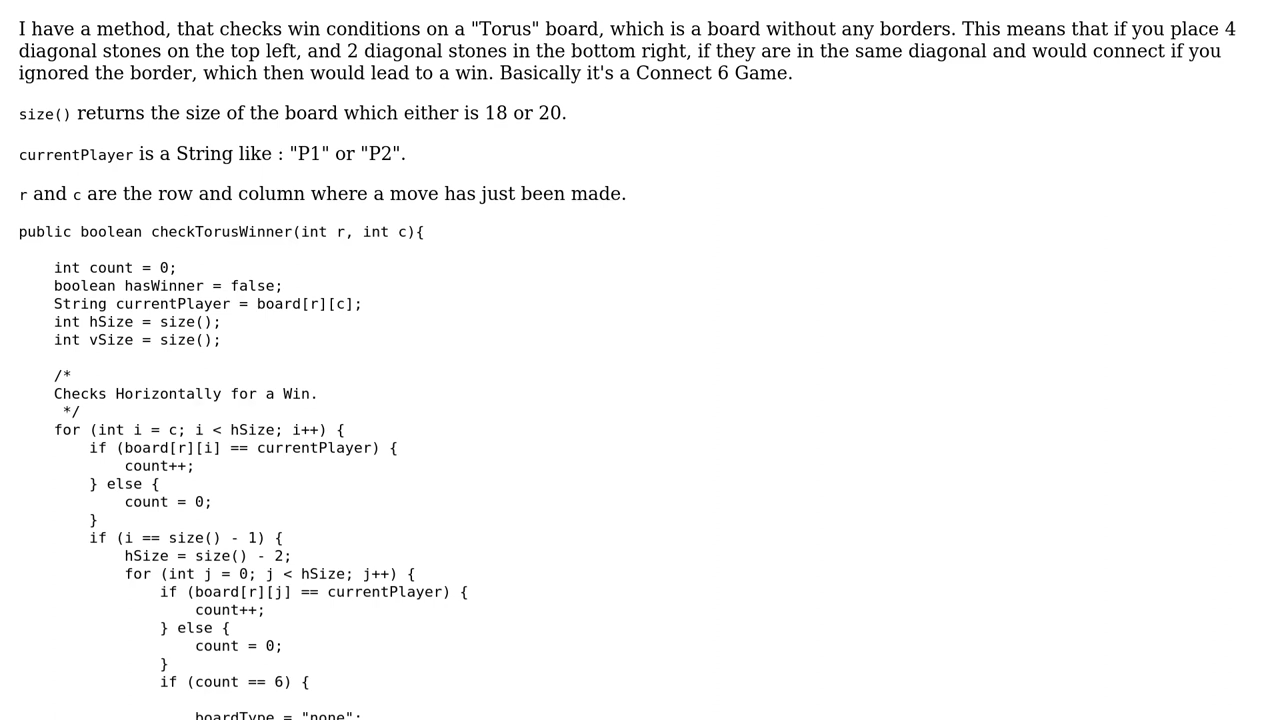 I have a method, that checks win conditions on a "Torus" board, which is a board without any borders. This means that if you place 4
diagonal stones on the top left, and 2 diagonal stones in the bottom right, if they are in the same diagonal and would connect if you
ignored the border, which then would lead to a win. Basically it's a Connect 6 Game.
size() returns the size of the board which either is 18 or 20.
currentPlayer is a String like : "P1" or "P2".
r and c are the row and column where a move has just been made.
public boolean checkTorusWinner(int r, int c){
    int count = 0;
    boolean hasWinner = false;
    String currentPlayer = board[r][c];
    int hSize = size();
    int vSize = size();
    /*
    Checks Horizontally for a Win.
     */
    for (int i = c; i < hSize; i++) {
        if (board[r][i] == currentPlayer) {
            count++;
        } else {
            count = 0;
        }
        if (i == size() - 1) {
            hSize = size() - 2;
            for (int j = 0; j < hSize; j++) {
                if (board[r][j] == currentPlayer) {
                    count++;
                } else {
                    count = 0;
                }
                if (count == 6) {
                    boardType = "none";